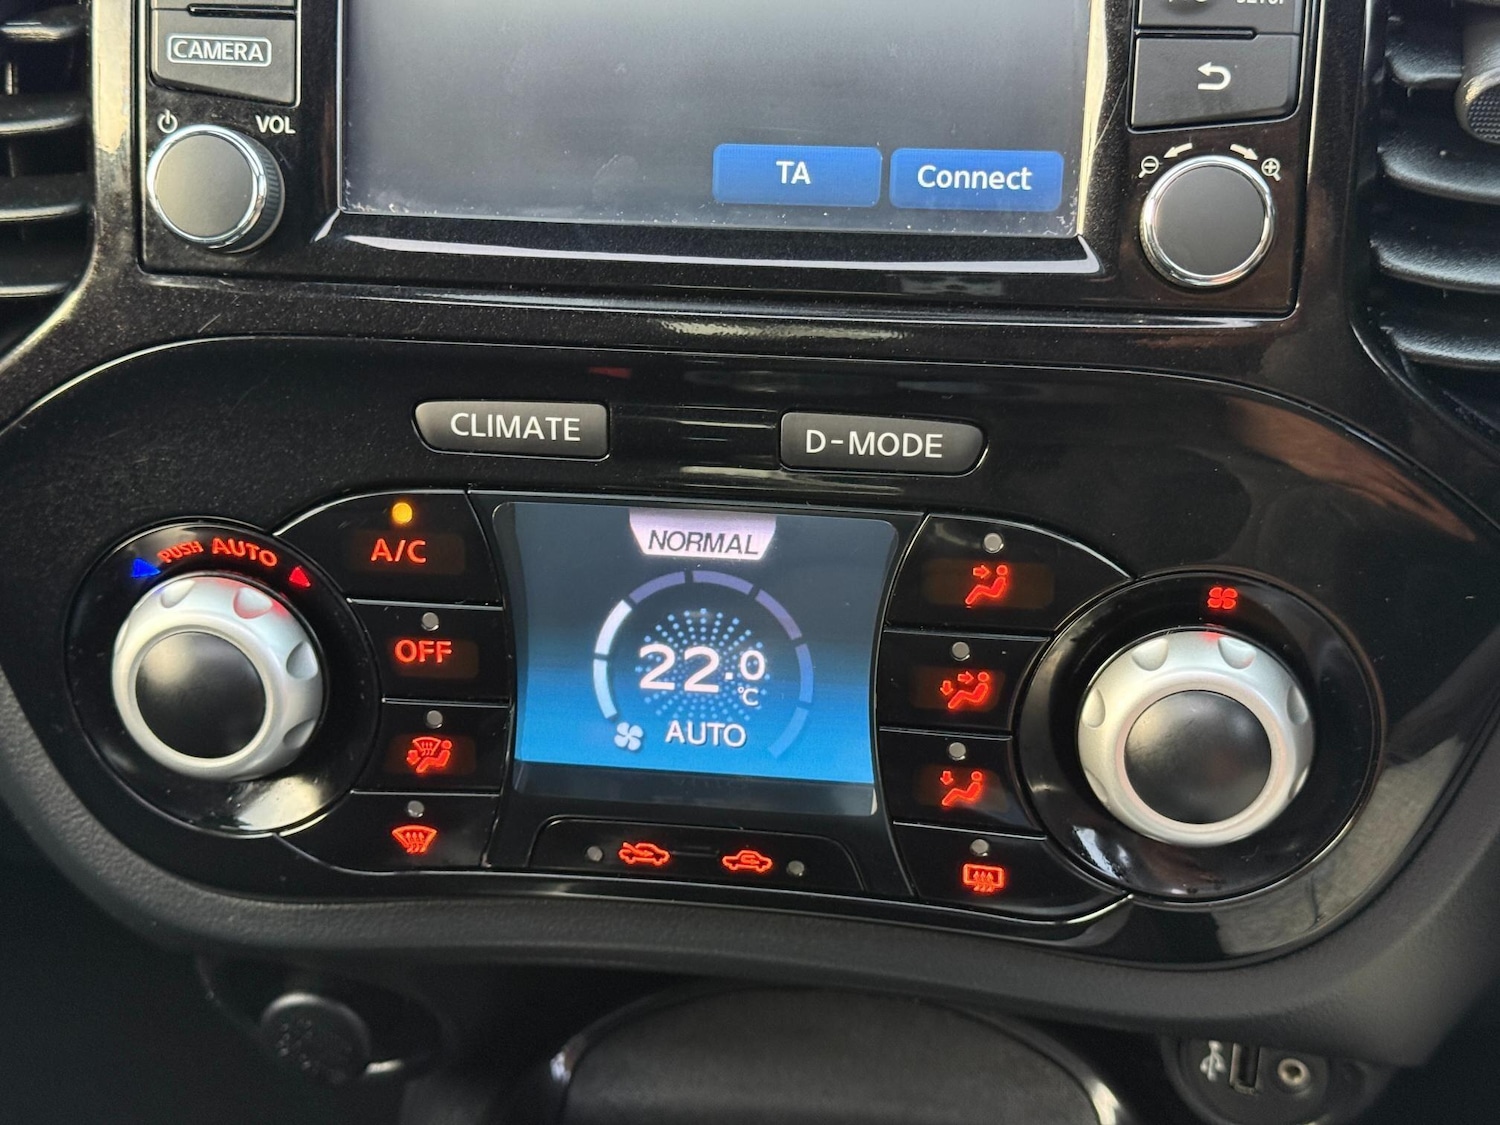 CAMERA
VOL
TA
Connect
CLIMATE
D-MODE
PUSH AUTO
A/C
NORMAL
OFF
22.0
°C
AUTO